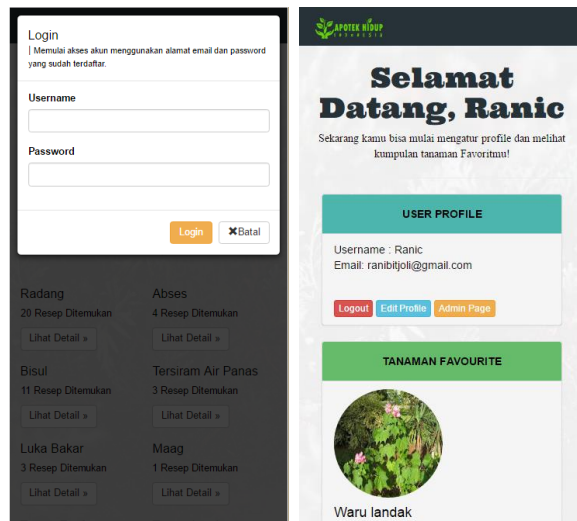 Login
| Memulai akses akun menggunakan alamat email dan password
yang sudah terdaftar.
Username
Password
Login
✖Batal
Radang
20 Resep Ditemukan
Lihat Detail »
Abses
4 Resep Ditemukan
Lihat Detail »
Bisul
11 Resep Ditemukan
Lihat Detail »
Tersiram Air Panas
3 Resep Ditemukan
Lihat Detail »
Luka Bakar
3 Resep Ditemukan
Lihat Detail »
Maag
1 Resep Ditemukan
Lihat Detail »
APOTEK HIDUP
INDONESIA
Selamat
Datang, Ranic
Sekarang kamu bisa mulai mengatur profile dan melihat
kumpulan tanaman Favoritmu!
USER PROFILE
Username : Ranic
Email: ranibitjoli@gmail.com
Logout
Edit Profile
Admin Page
TANAMAN FAVOURITE
Waru landak